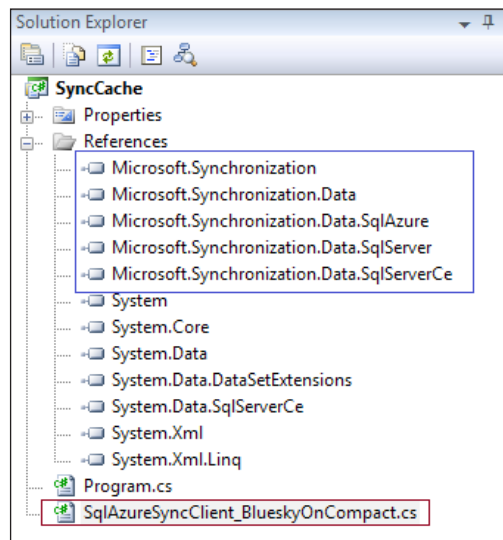 Solution Explorer
SyncCache
Properties
References
Microsoft.Synchronization
Microsoft.Synchronization.Data
Microsoft.Synchronization.Data.SqlAzure
Microsoft.Synchronization.Data.SqlServer
Microsoft.Synchronization.Data.SqlServerCe
System
System.Core
System.Data
System.Data.DataSetExtensions
System.Data.SqlServerCe
System.Xml
System.Xml.Linq
Program.cs
SqlAzureSyncClient_BlueskyOnCompact.cs